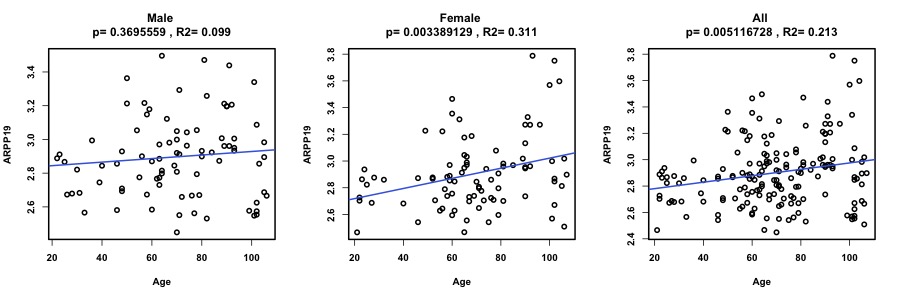 Male
p= 0.3695559 , R2= 0.099
ARPP19
3.4
3.2
3.0
2.8
2.6
20 40 60 80 100
Age
Female
p= 0.003389129 , R2= 0.311
ARPP19
3.8
3.6
3.4
3.2
3.0
2.8
2.6
20 40 60 80 100
Age
All
p= 0.005116728 , R2= 0.213
ARPP19
3.8
3.6
3.4
3.2
3.0
2.8
2.6
2.4
20 40 60 80 100
Age